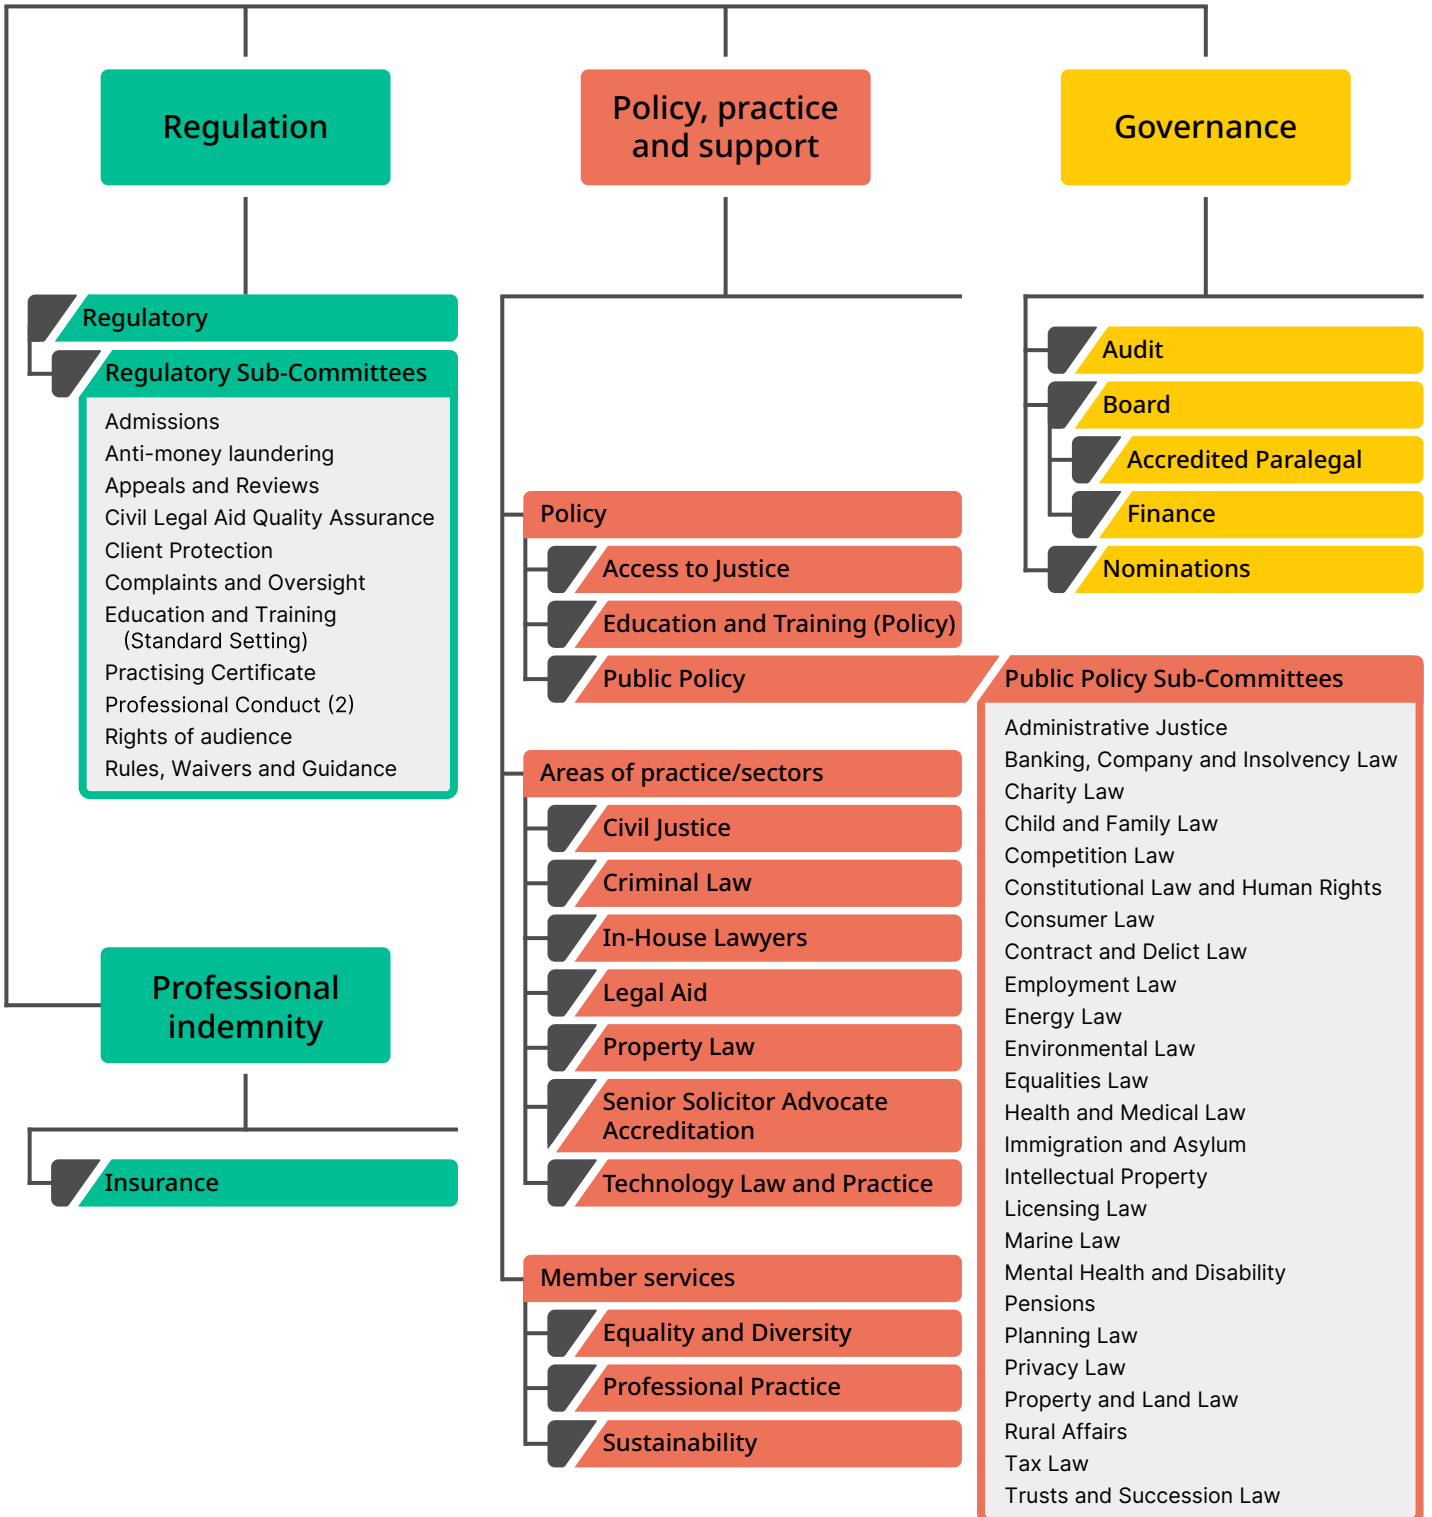 Regulation
Regulatory
Regulatory Sub-Committees
Admissions
Anti-money laundering
Appeals and Reviews
Civil Legal Aid Quality Assurance
Client Protection
Complaints and Oversight
Education and Training
(Standard Setting)
Practising Certificate
Professional Conduct (2)
Rights of audience
Rules, Waivers and Guidance
Professional
indemnity
Insurance
Policy, practice
and support
Policy
Access to Justice
Education and Training (Policy)
Public Policy
Areas of practice/sectors
Civil Justice
Criminal Law
In-House Lawyers
Legal Aid
Property Law
Senior Solicitor Advocate
Accreditation
Technology Law and Practice
Member services
Equality and Diversity
Professional Practice
Sustainability
Governance
Audit
Board
Accredited Paralegal
Finance
Nominations
Public Policy Sub-Committees
Administrative Justice
Banking, Company and Insolvency Law
Charity Law
Child and Family Law
Competition Law
Constitutional Law and Human Rights
Consumer Law
Contract and Delict Law
Employment Law
Energy Law
Environmental Law
Equalities Law
Health and Medical Law
Immigration and Asylum
Intellectual Property
Licensing Law
Marine Law
Mental Health and Disability
Pensions
Planning Law
Privacy Law
Property and Land Law
Rural Affairs
Tax Law
Trusts and Succession Law